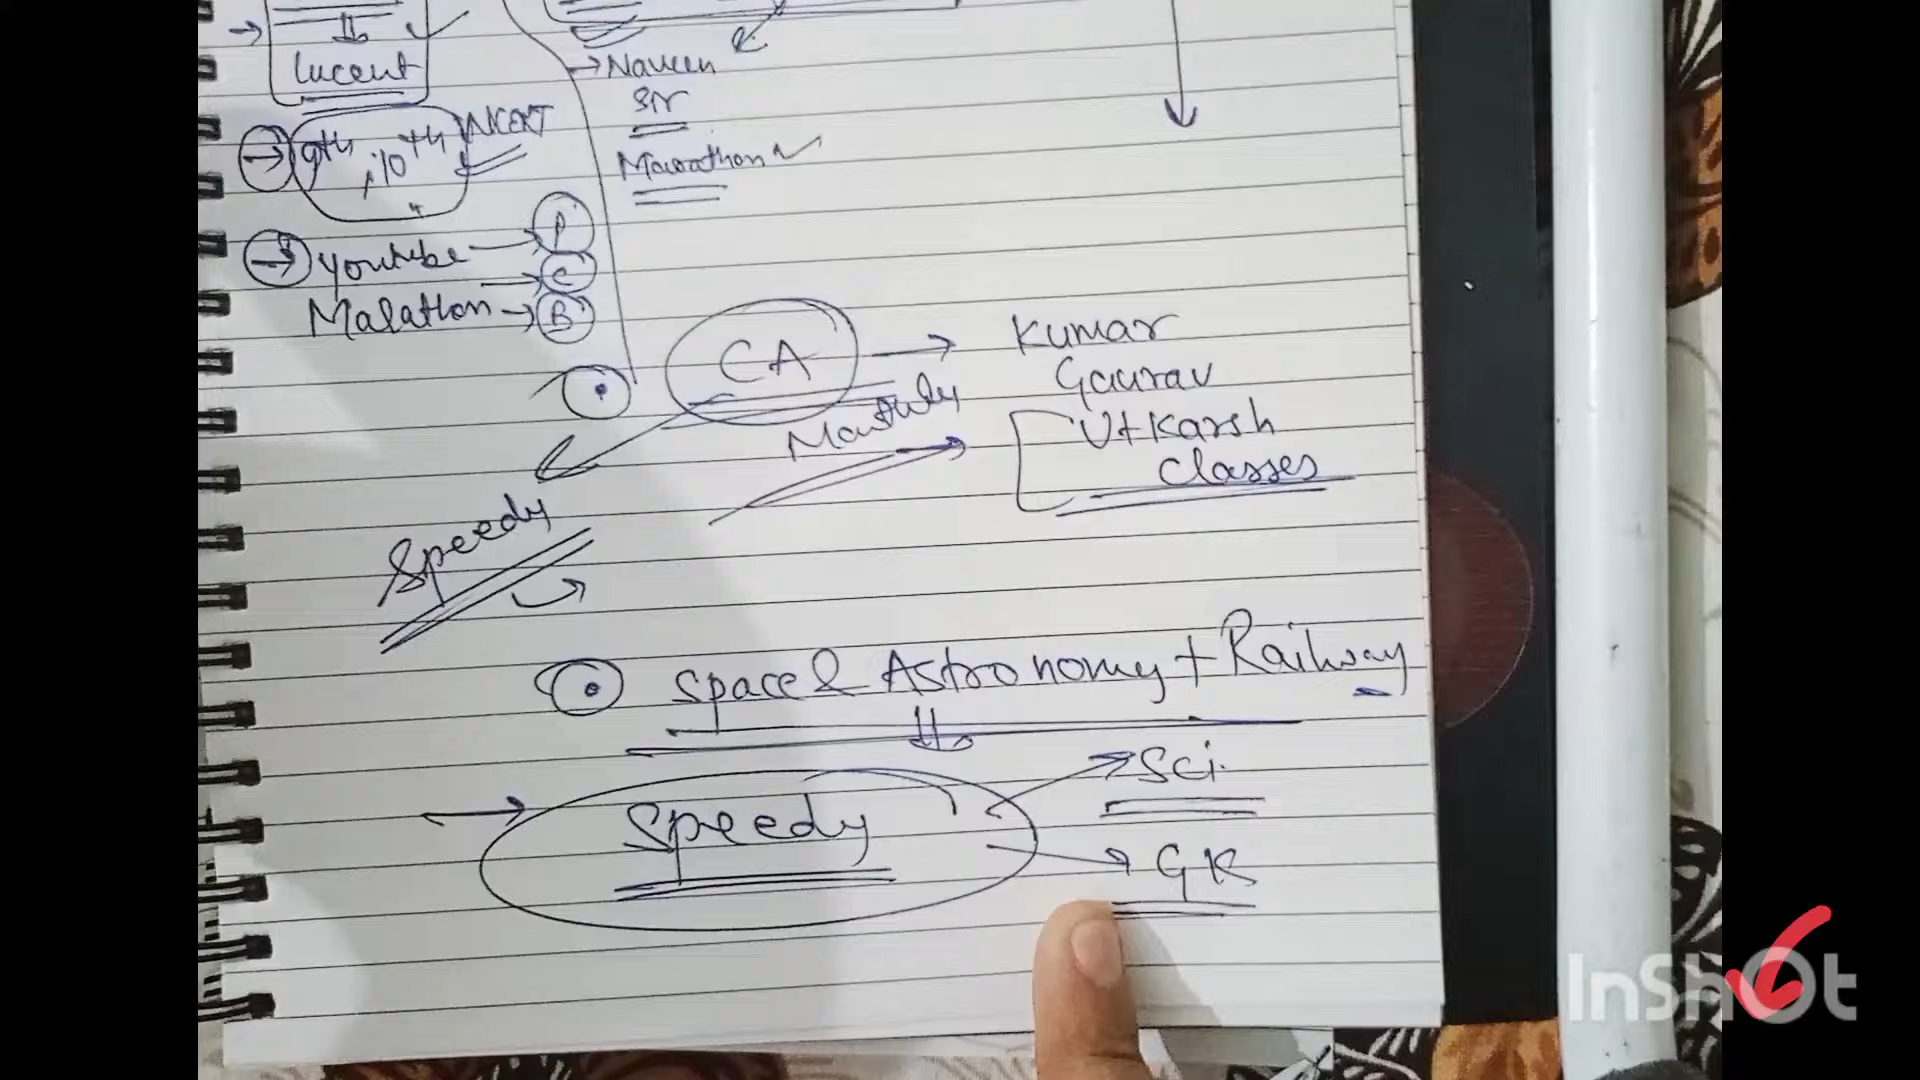 Lucent
→ 9th, 10th NCERT
→ Youtube → P
→ C
Marathon → B
→ Naveen
Sir
Marathon
CA → Kumar
Gaurav
Monthly
Utkarsh
Classes
Speedy
Space & Astronomy + Railway
→ Speedy
→ Sci.
→ GK
InShOt